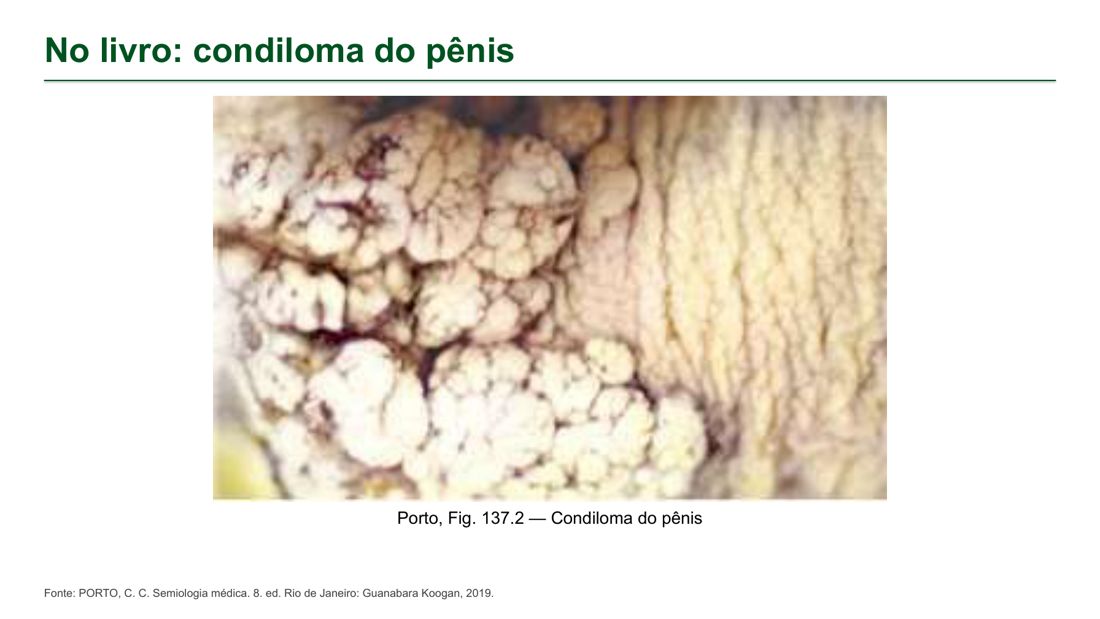 No livro: condiloma do pênis
Porto, Fig. 137.2 — Condiloma do pênis
Fonte: PORTO, C. C. Semiologia médica. 8. ed. Rio de Janeiro: Guanabara Koogan, 2019.